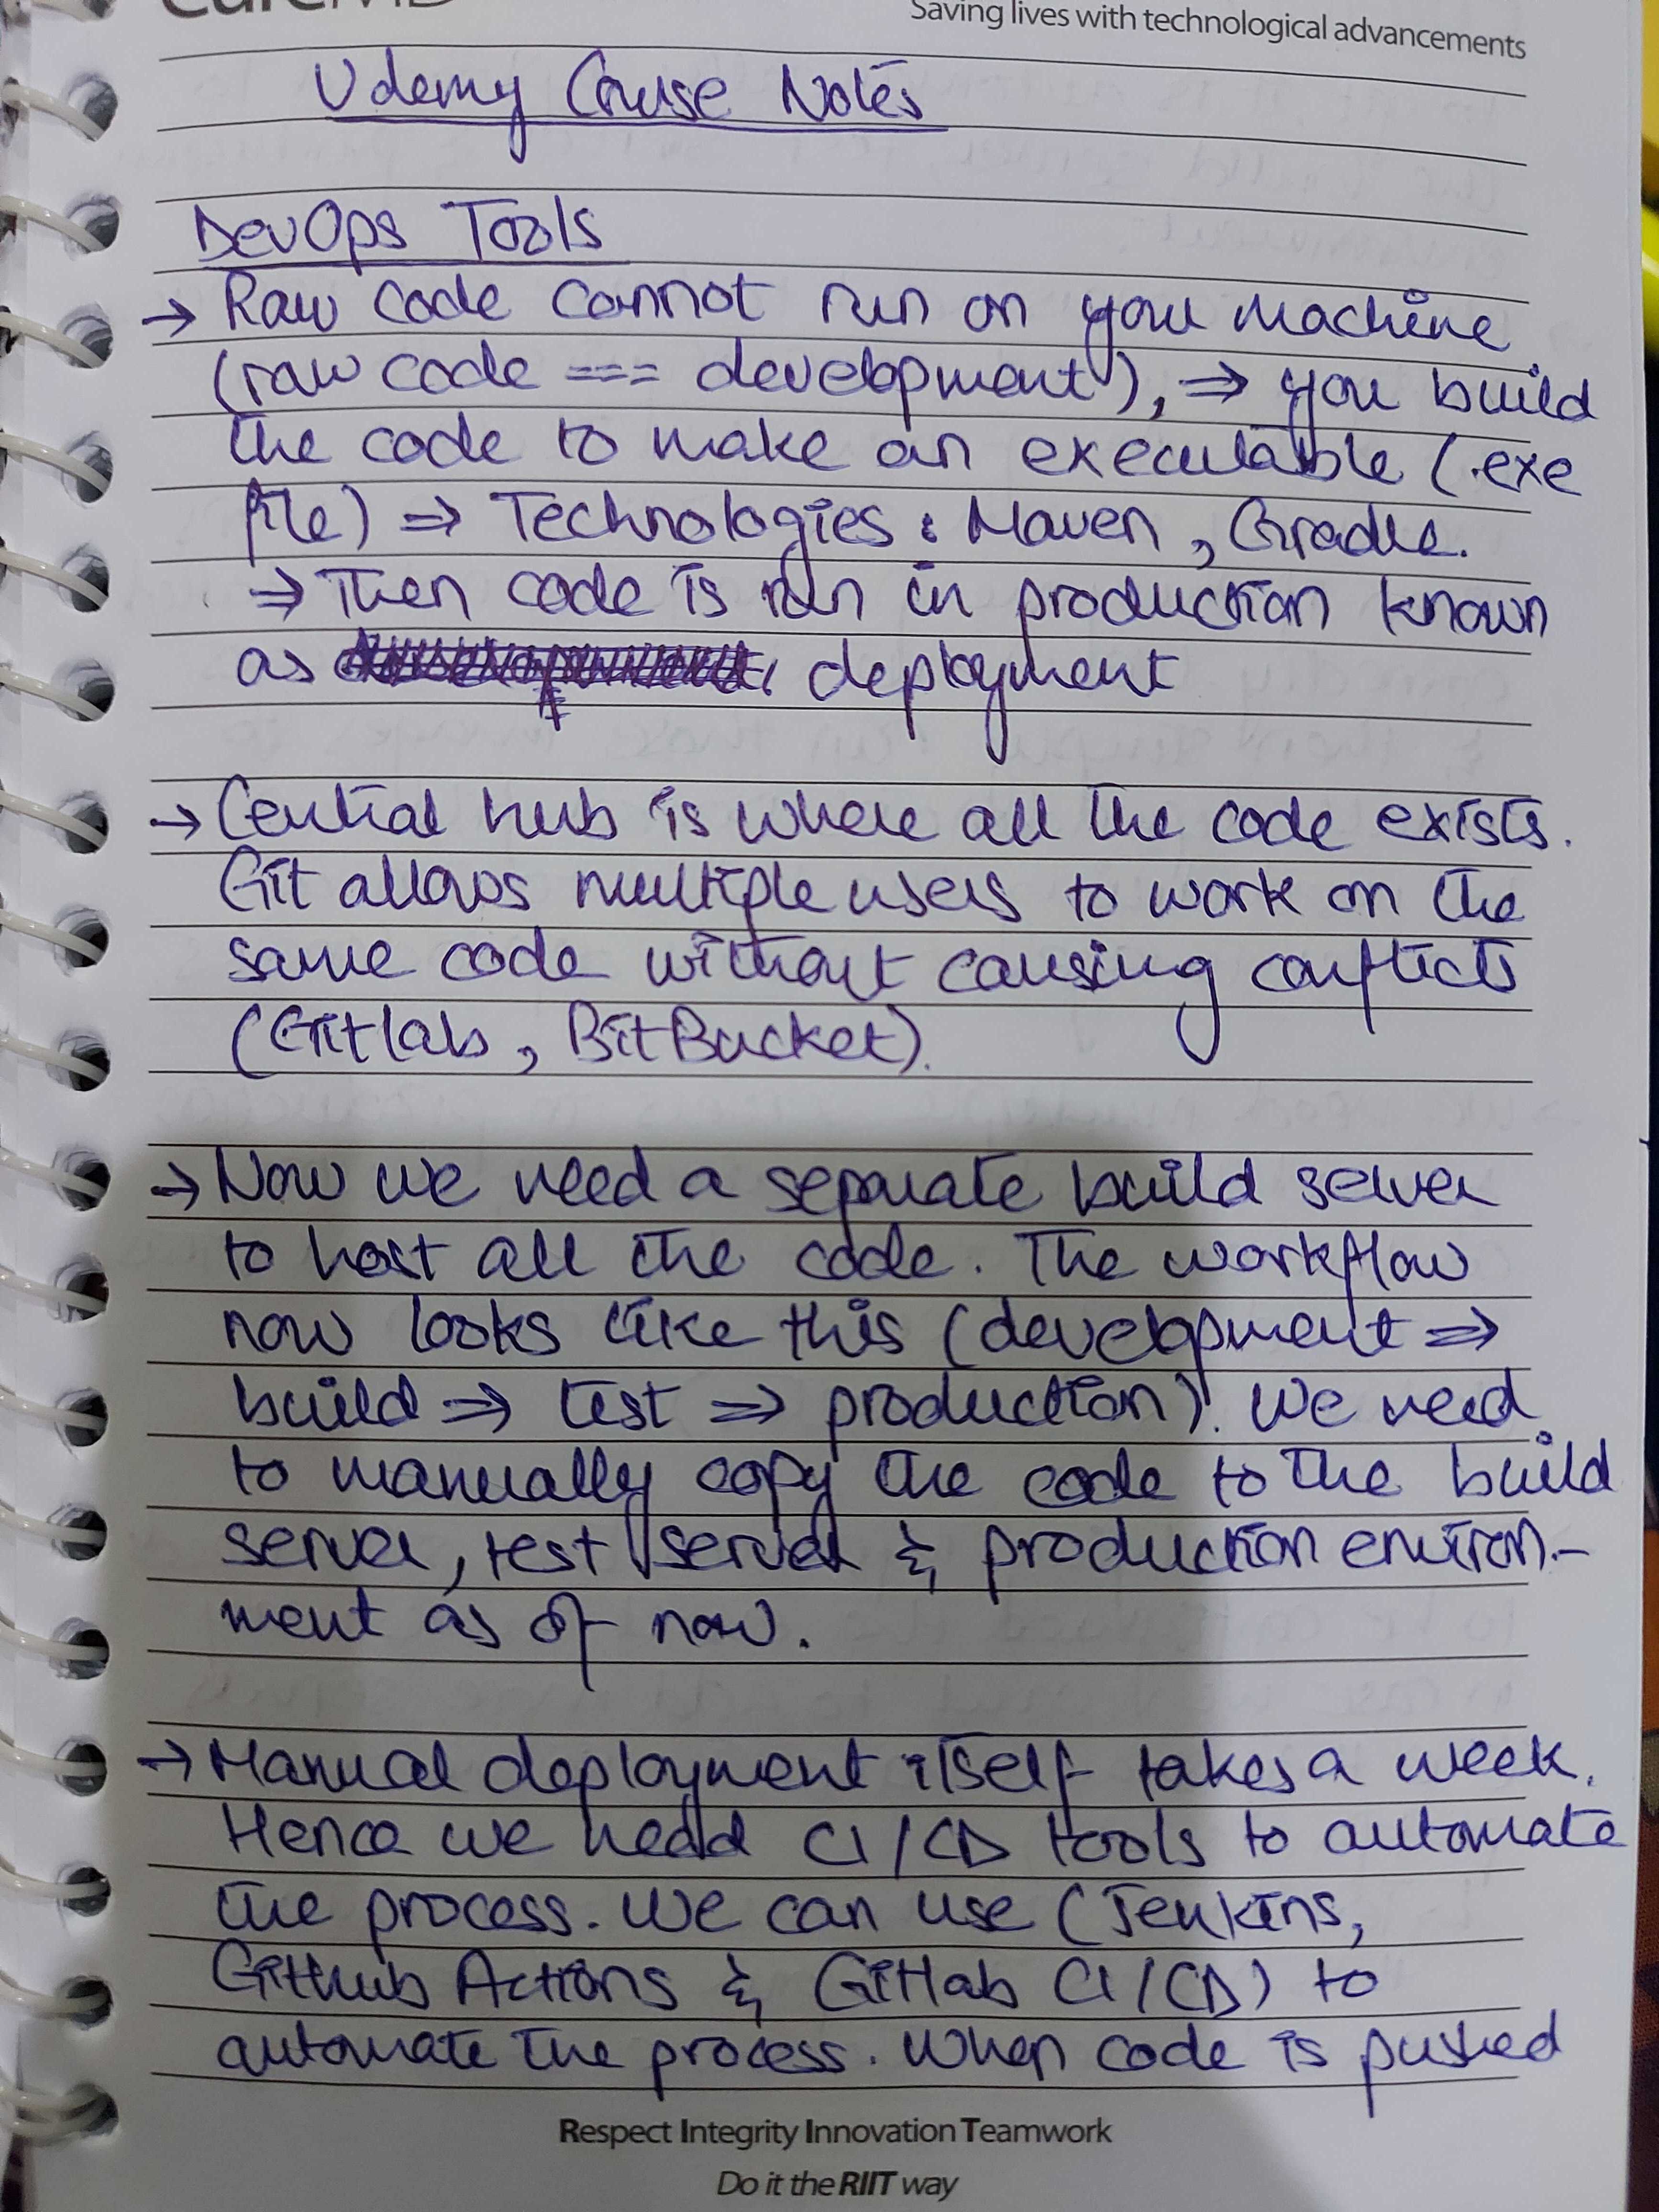 Saving lives with technological advancements
Udemy Course Notes
DevOps Tools
→ Raw code cannot run on your machine
(raw code === development), ⇒ you build
the code to make an executable (.exe
file) ⇒ Technologies : Maven, Gradle.
⇒ Then code is run in production known
as deployment
→ Central hub is where all the code exists.
Git allows multiple users to work on the
same code without causing conflicts
(Gitlab, BitBucket).
→ Now we need a separate build server
to host all the code. The workflow
now looks like this (development ⇒
build ⇒ test ⇒ production). We need
to manually copy the code to the build
server, test server & production environ-
ment as of now.
→ Manual deployment itself takes a week.
Hence we need CI/CD tools to automate
the process. We can use (Jenkins,
GitHub Actions & Gitlab CI/CD) to
automate the process. When code is pushed
Respect Integrity Innovation Teamwork
Do it the RIIT way